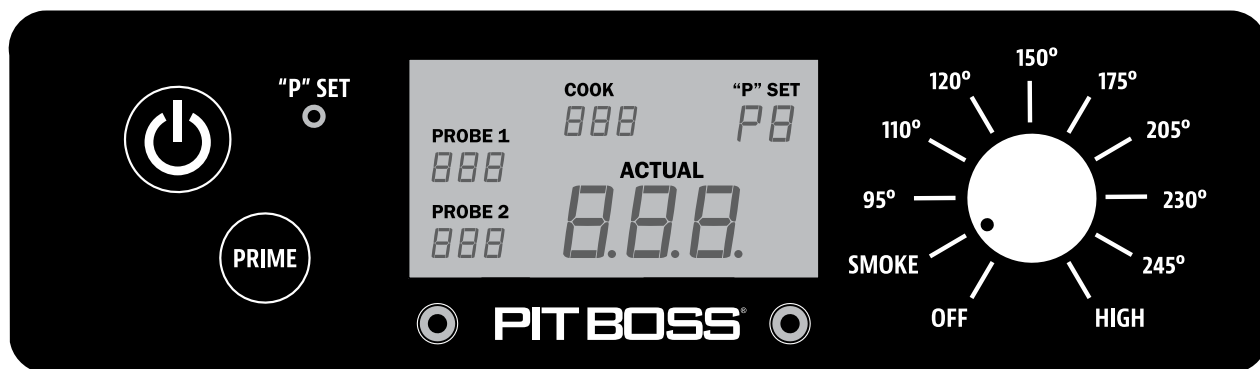 "P" SET
PRIME
PROBE 1
888
PROBE 2
888
COOK
888
"P" SET
P8
ACTUAL
8.8.8.
PIT BOSS®
OFF
SMOKE
95º
110º
120º
150º
175º
205º
230º
245º
HIGH